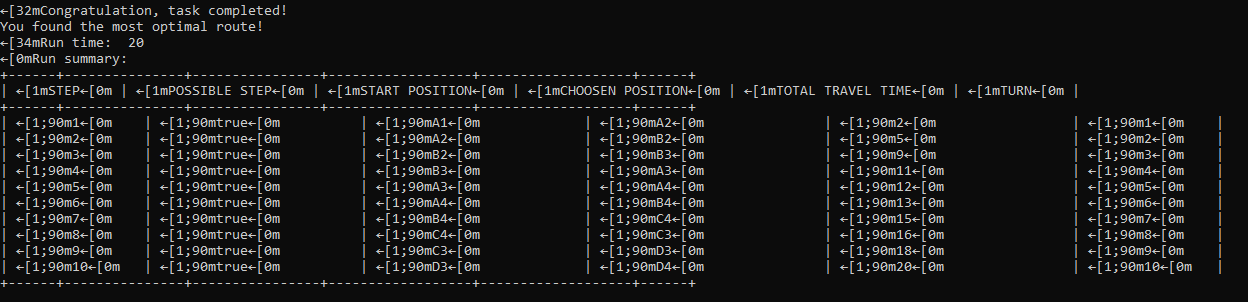 ←[32mCongratulation, task completed!
You found the most optimal route!
←[34mRun time:  20
←[0mRun summary:
+------+---------------+----------------+------------------+-------------------+------+
| ←[1mSTEP←[0m | ←[1mPOSSIBLE STEP←[0m | ←[1mSTART POSITION←[0m | ←[1mCHOOSEN POSITION←[0m | ←[1mTOTAL TRAVEL TIME←[0m | ←[1mTURN←[0m |
+------+---------------+----------------+------------------+-------------------+------+
| ←[1;90m1←[0m    | ←[1;90mtrue←[0m          | ←[1;90mA1←[0m             | ←[1;90mA2←[0m               | ←[1;90m2←[0m                 | ←[1;90m1←[0m    |
| ←[1;90m2←[0m    | ←[1;90mtrue←[0m          | ←[1;90mA2←[0m             | ←[1;90mB2←[0m               | ←[1;90m5←[0m                 | ←[1;90m2←[0m    |
| ←[1;90m3←[0m    | ←[1;90mtrue←[0m          | ←[1;90mB2←[0m             | ←[1;90mB3←[0m               | ←[1;90m9←[0m                 | ←[1;90m3←[0m    |
| ←[1;90m4←[0m    | ←[1;90mtrue←[0m          | ←[1;90mB3←[0m             | ←[1;90mA3←[0m               | ←[1;90m11←[0m                | ←[1;90m4←[0m    |
| ←[1;90m5←[0m    | ←[1;90mtrue←[0m          | ←[1;90mA3←[0m             | ←[1;90mA4←[0m               | ←[1;90m12←[0m                | ←[1;90m5←[0m    |
| ←[1;90m6←[0m    | ←[1;90mtrue←[0m          | ←[1;90mA4←[0m             | ←[1;90mB4←[0m               | ←[1;90m13←[0m                | ←[1;90m6←[0m    |
| ←[1;90m7←[0m    | ←[1;90mtrue←[0m          | ←[1;90mB4←[0m             | ←[1;90mC4←[0m               | ←[1;90m15←[0m                | ←[1;90m7←[0m    |
| ←[1;90m8←[0m    | ←[1;90mtrue←[0m          | ←[1;90mC4←[0m             | ←[1;90mC3←[0m               | ←[1;90m16←[0m                | ←[1;90m8←[0m    |
| ←[1;90m9←[0m    | ←[1;90mtrue←[0m          | ←[1;90mC3←[0m             | ←[1;90mD3←[0m               | ←[1;90m18←[0m                | ←[1;90m9←[0m    |
| ←[1;90m10←[0m   | ←[1;90mtrue←[0m          | ←[1;90mD3←[0m             | ←[1;90mD4←[0m               | ←[1;90m20←[0m                | ←[1;90m10←[0m   |
+------+---------------+----------------+------------------+-------------------+------+